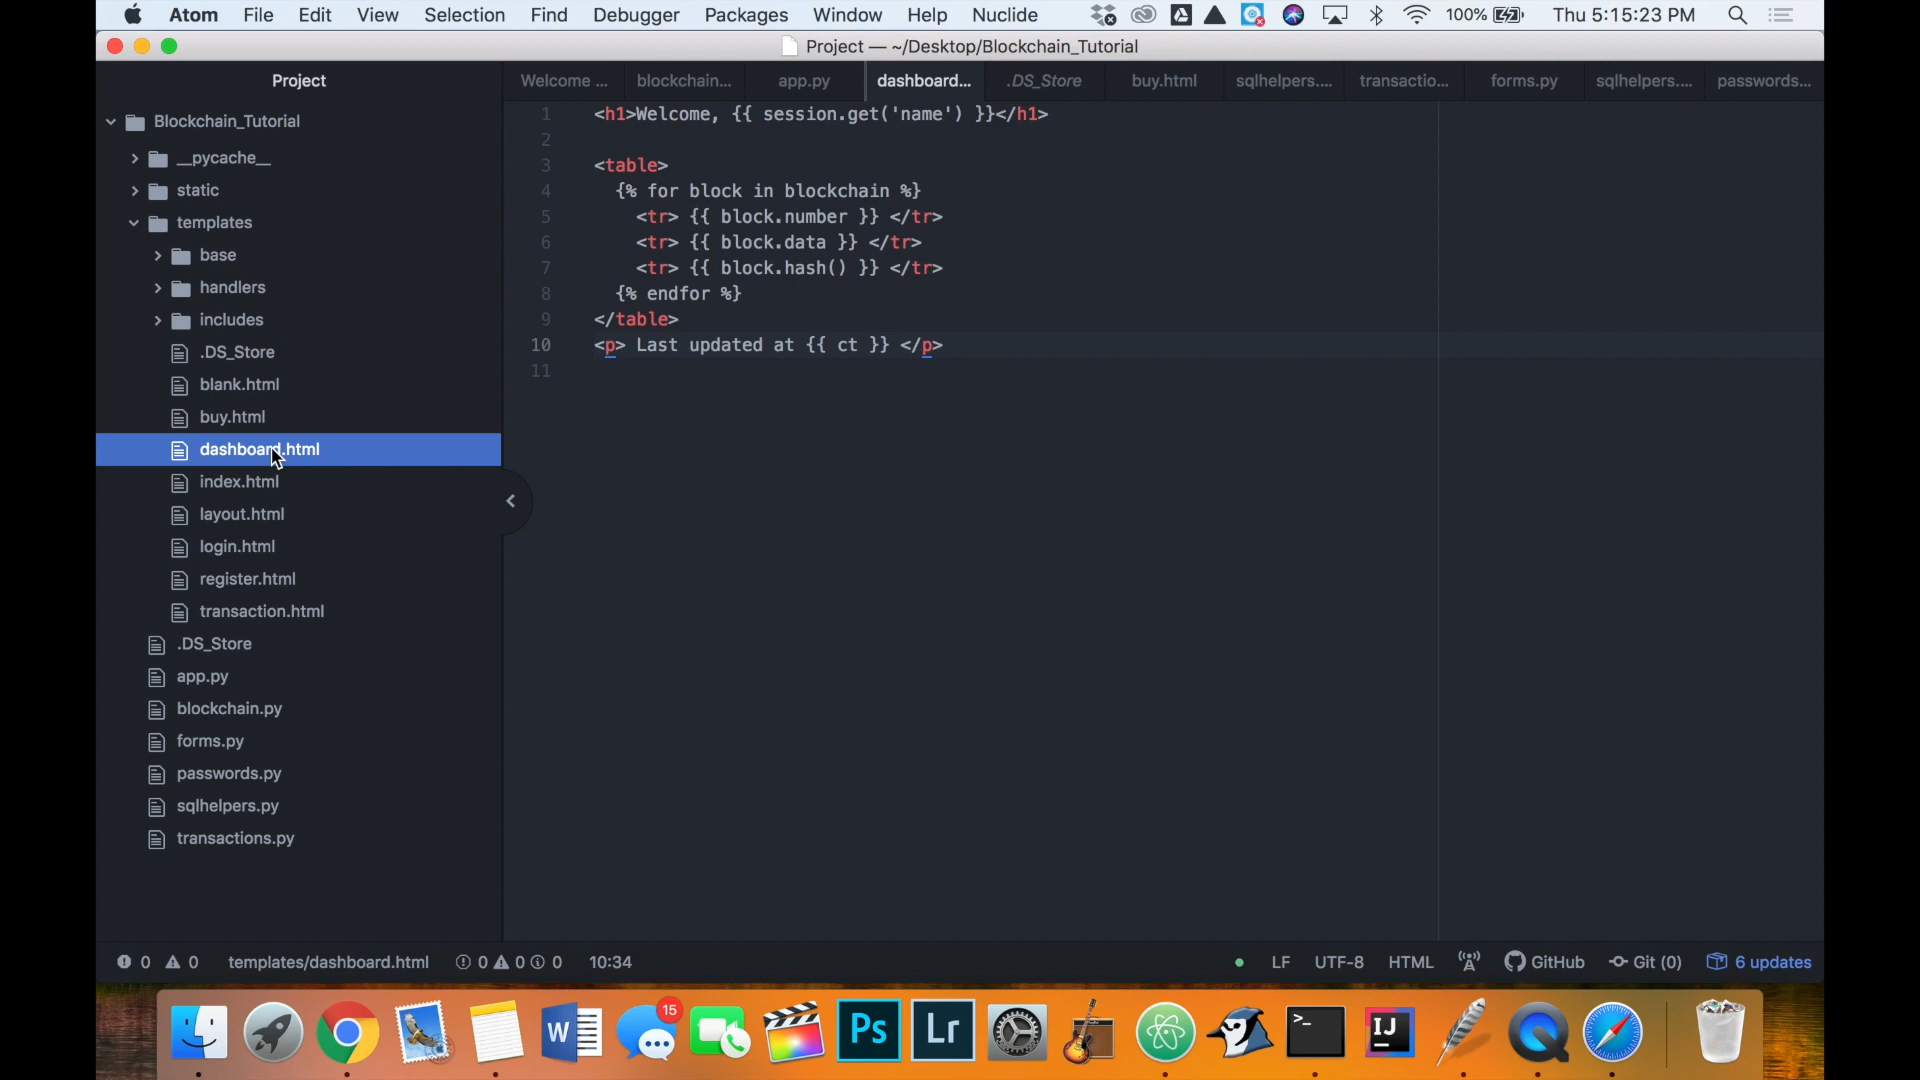 Atom File Edit View Selection Find Debugger Packages Window Help Nuclide 100% Thu 5:15:23 PM
Project — ~/Desktop/Blockchain_Tutorial
Project
Welcome ... blockchain... app.py dashboard... .DS_Store buy.html sqlhelpers.... transactio... forms.py sqlhelpers.... passwords...
Blockchain_Tutorial
__pycache__
static
templates
base
handlers
includes
.DS_Store
blank.html
buy.html
dashboard.html
index.html
layout.html
login.html
register.html
transaction.html
.DS_Store
app.py
blockchain.py
forms.py
passwords.py
sqlhelpers.py
transactions.py
1 <h1>Welcome, {{ session.get('name') }}</h1>
2
3 <table>
4 {% for block in blockchain %}
5 <tr> {{ block.number }} </tr>
6 <tr> {{ block.data }} </tr>
7 <tr> {{ block.hash() }} </tr>
8 {% endfor %}
9 </table>
10 <p> Last updated at {{ ct }} </p>
11
0 0 templates/dashboard.html 0 0 0 10:34 LF UTF-8 HTML GitHub Git (0) 6 updates
W 15 Ps Lr >_ IJ